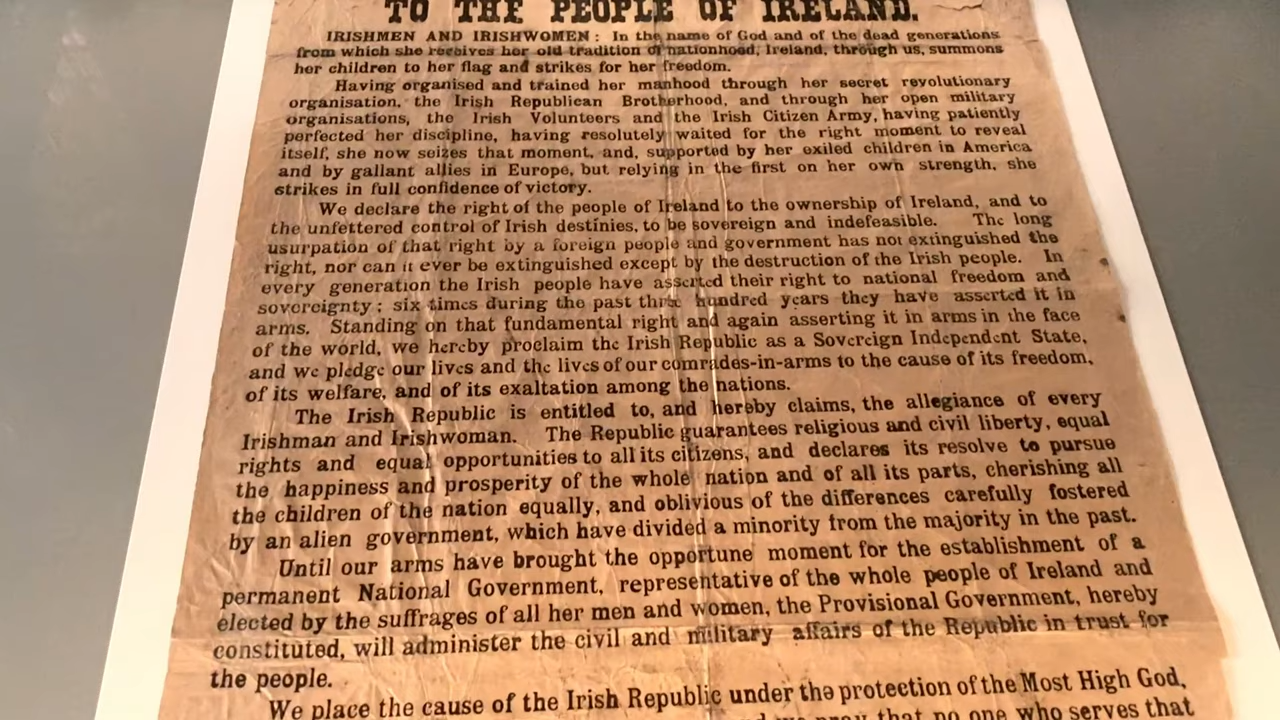 TO THE PEOPLE OF IRELAND.
IRISHMEN AND IRISHWOMEN : In the name of God and of the dead generations
from which she receives her old tradition of nationhood, Ireland, through us, summons
her children to her flag and strikes for her freedom.
Having organised and trained her manhood through her secret revolutionary
organisation, the Irish Republican Brotherhood, and through her open military
organisations, the Irish Volunteers and the Irish Citizen Army, having patiently
perfected her discipline, having resolutely waited for the right moment to reveal
itself, she now seizes that moment, and, supported by her exiled children in America
and by gallant allies in Europe, but relying in the first on her own strength, she
strikes in full confidence of victory.
We declare the right of the people of Ireland to the ownership of Ireland, and to
the unfettered control of Irish destinies, to be sovereign and indefeasible. The long
usurpation of that right by a foreign people and government has not extinguished the
right, nor can it ever be extinguished except by the destruction of the Irish people. In
every generation the Irish people have asserted their right to national freedom and
sovereignty ; six times during the past three hundred years they have asserted it in
arms. Standing on that fundamental right and again asserting it in arms in the face
of the world, we hereby proclaim the Irish Republic as a Sovereign Independent State,
and we pledge our lives and the lives of our comrades-in-arms to the cause of its freedom,
of its welfare, and of its exaltation among the nations.
The Irish Republic is entitled to, and hereby claims, the allegiance of every
Irishman and Irishwoman. The Republic guarantees religious and civil liberty, equal
rights and equal opportunities to all its citizens, and declares its resolve to pursue
the happiness and prosperity of the whole nation and of all its parts, cherishing all
the children of the nation equally, and oblivious of the differences carefully fostered
by an alien government, which have divided a minority from the majority in the past.
Until our arms have brought the opportune moment for the establishment of a
permanent National Government, representative of the whole people of Ireland and
elected by the suffrages of all her men and women, the Provisional Government, hereby
constituted, will administer the civil and military affairs of the Republic in trust for
the people.
We place the cause of the Irish Republic under the protection of the Most High God,
and we pray that no one who serves that